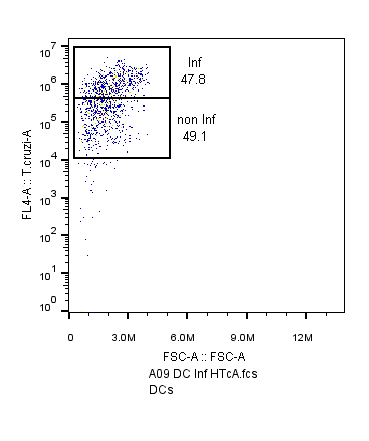 10^7
10^6
10^5
10^4
10^3
10^2
10^1
10^0
FL4-A :: T.cruzi-A
Inf
47.8
non Inf
49.1
0 3.0M 6.0M 9.0M 12M
FSC-A :: FSC-A
A09 DC Inf HTcA.fcs
DCs